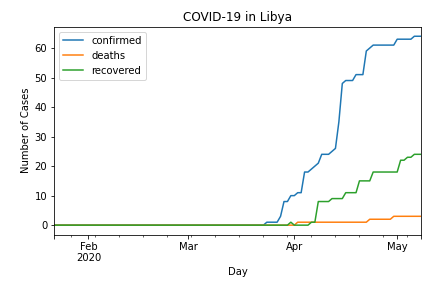 COVID-19 in Libya
confirmed
deaths
recovered
Number of Cases
60
50
40
30
20
10
0
Feb
2020
Mar
Apr
May
Day